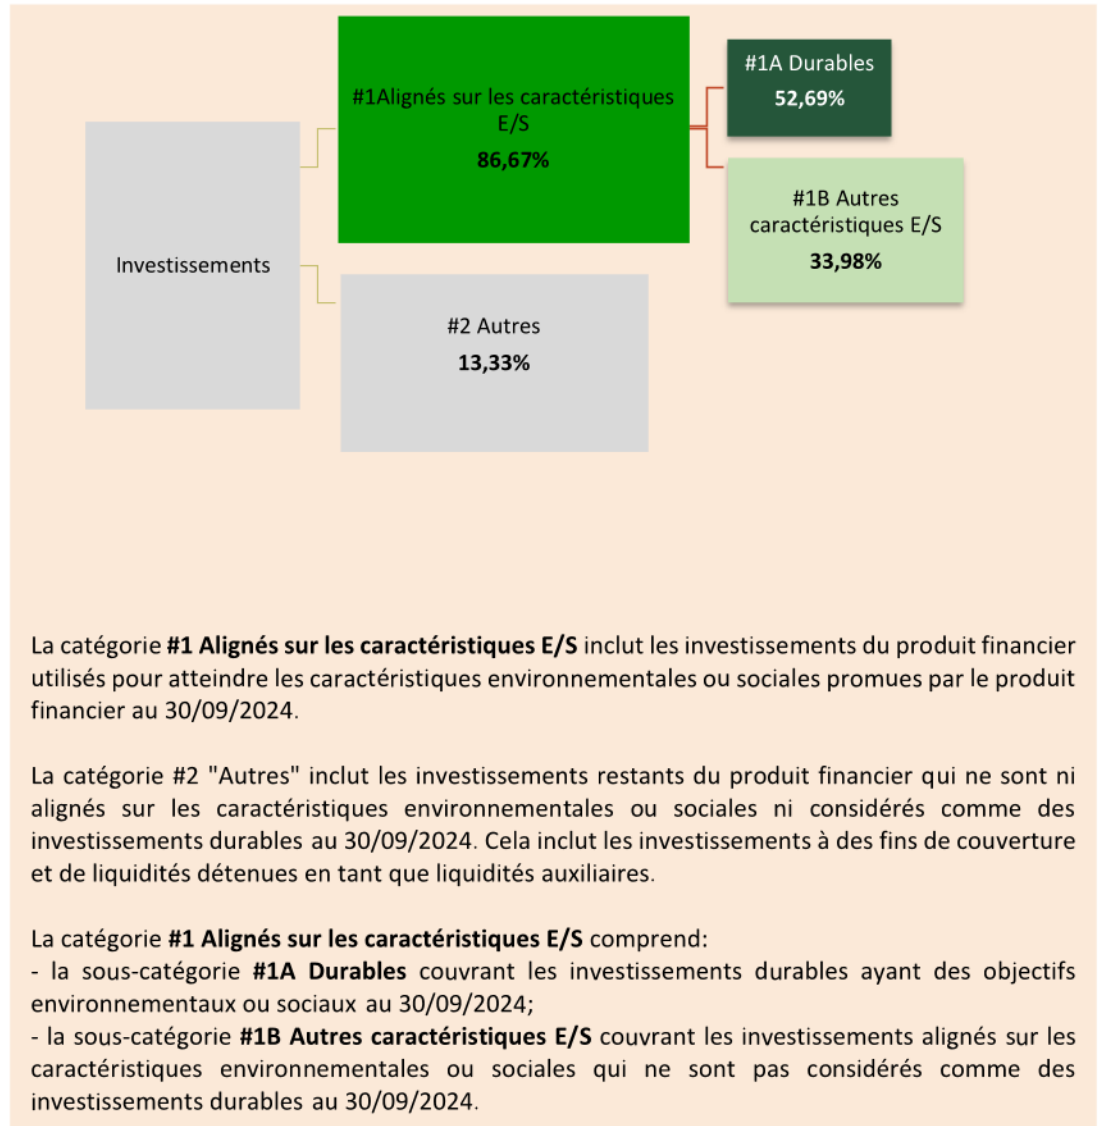 #1Alignés sur les caractéristiques
E/S
86,67%
#1A Durables
52,69%
#1B Autres
caractéristiques E/S
33,98%
Investissements
#2 Autres
13,33%
La catégorie #1 Alignés sur les caractéristiques E/S inclut les investissements du produit financier
utilisés pour atteindre les caractéristiques environnementales ou sociales promues par le produit
financier au 30/09/2024.
La catégorie #2 "Autres" inclut les investissements restants du produit financier qui ne sont ni
alignés sur les caractéristiques environnementales ou sociales ni considérés comme des
investissements durables au 30/09/2024. Cela inclut les investissements à des fins de couverture
et de liquidités détenues en tant que liquidités auxiliaires.
La catégorie #1 Alignés sur les caractéristiques E/S comprend:
- la sous-catégorie #1A Durables couvrant les investissements durables ayant des objectifs
environnementaux ou sociaux au 30/09/2024;
- la sous-catégorie #1B Autres caractéristiques E/S couvrant les investissements alignés sur les
caractéristiques environnementales ou sociales qui ne sont pas considérés comme des
investissements durables au 30/09/2024.